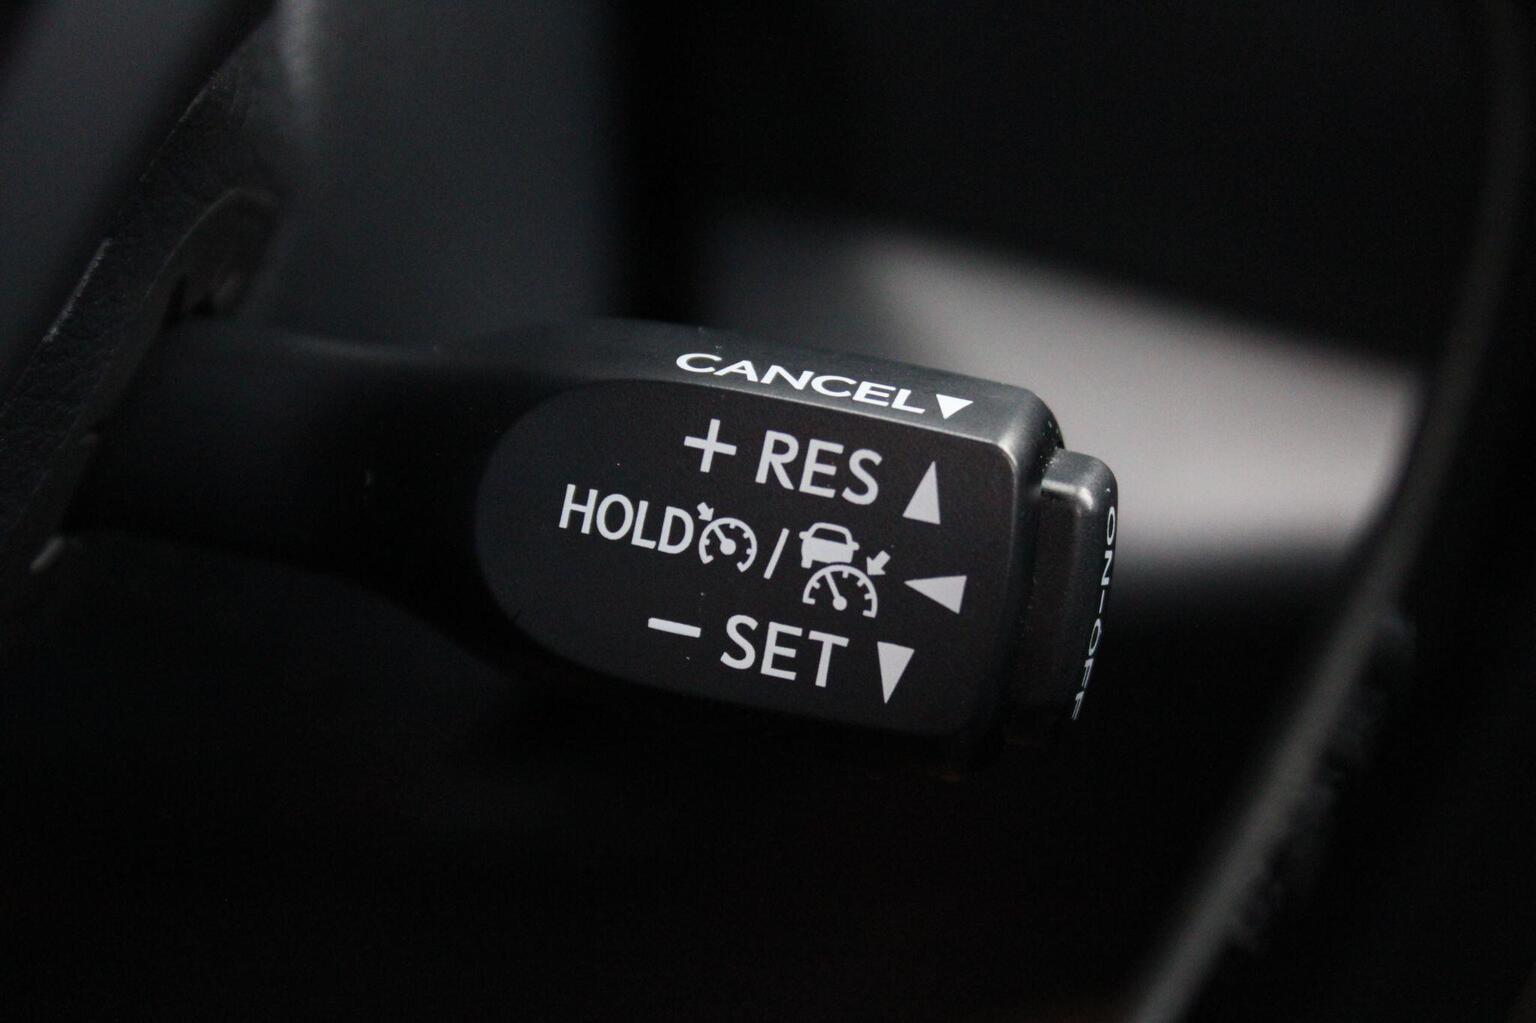 CANCEL▼
+ RES ▲
HOLD / ◀
− SET ▼
ON-OFF